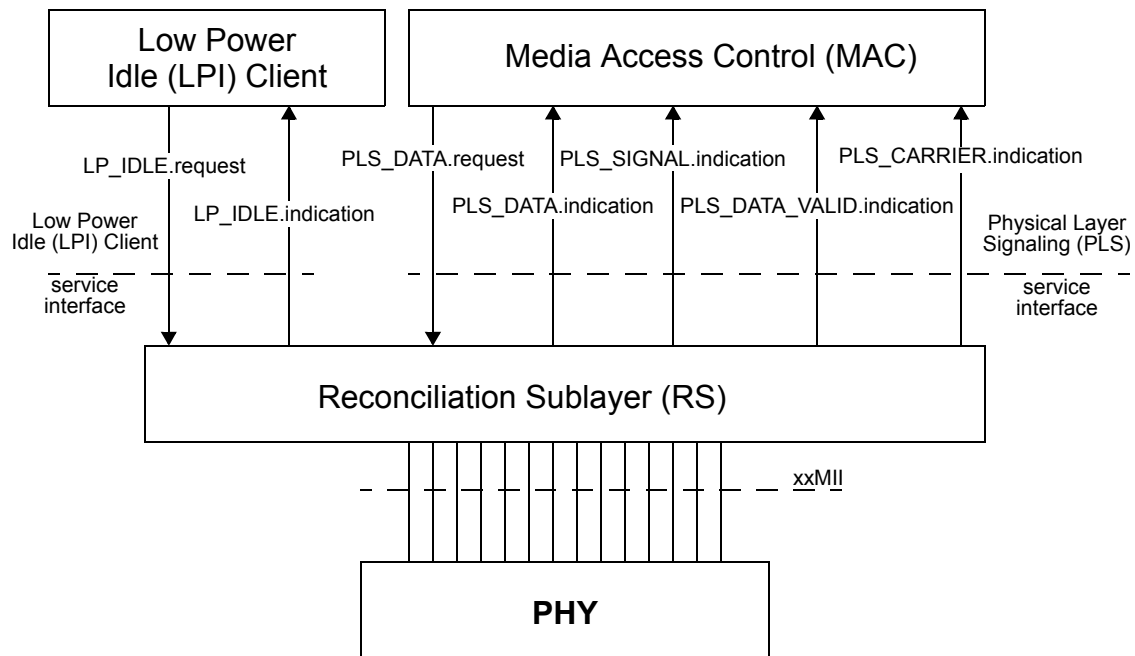 Low Power
Idle (LPI) Client
Media Access Control (MAC)
LP_IDLE.request
PLS_DATA.request
PLS_SIGNAL.indication
PLS_CARRIER.indication
LP_IDLE.indication
PLS_DATA.indication
PLS_DATA_VALID.indication
Low Power
Idle (LPI) Client
Physical Layer
Signaling (PLS)
service
interface
service
interface
Reconciliation Sublayer (RS)
xxMII
PHY